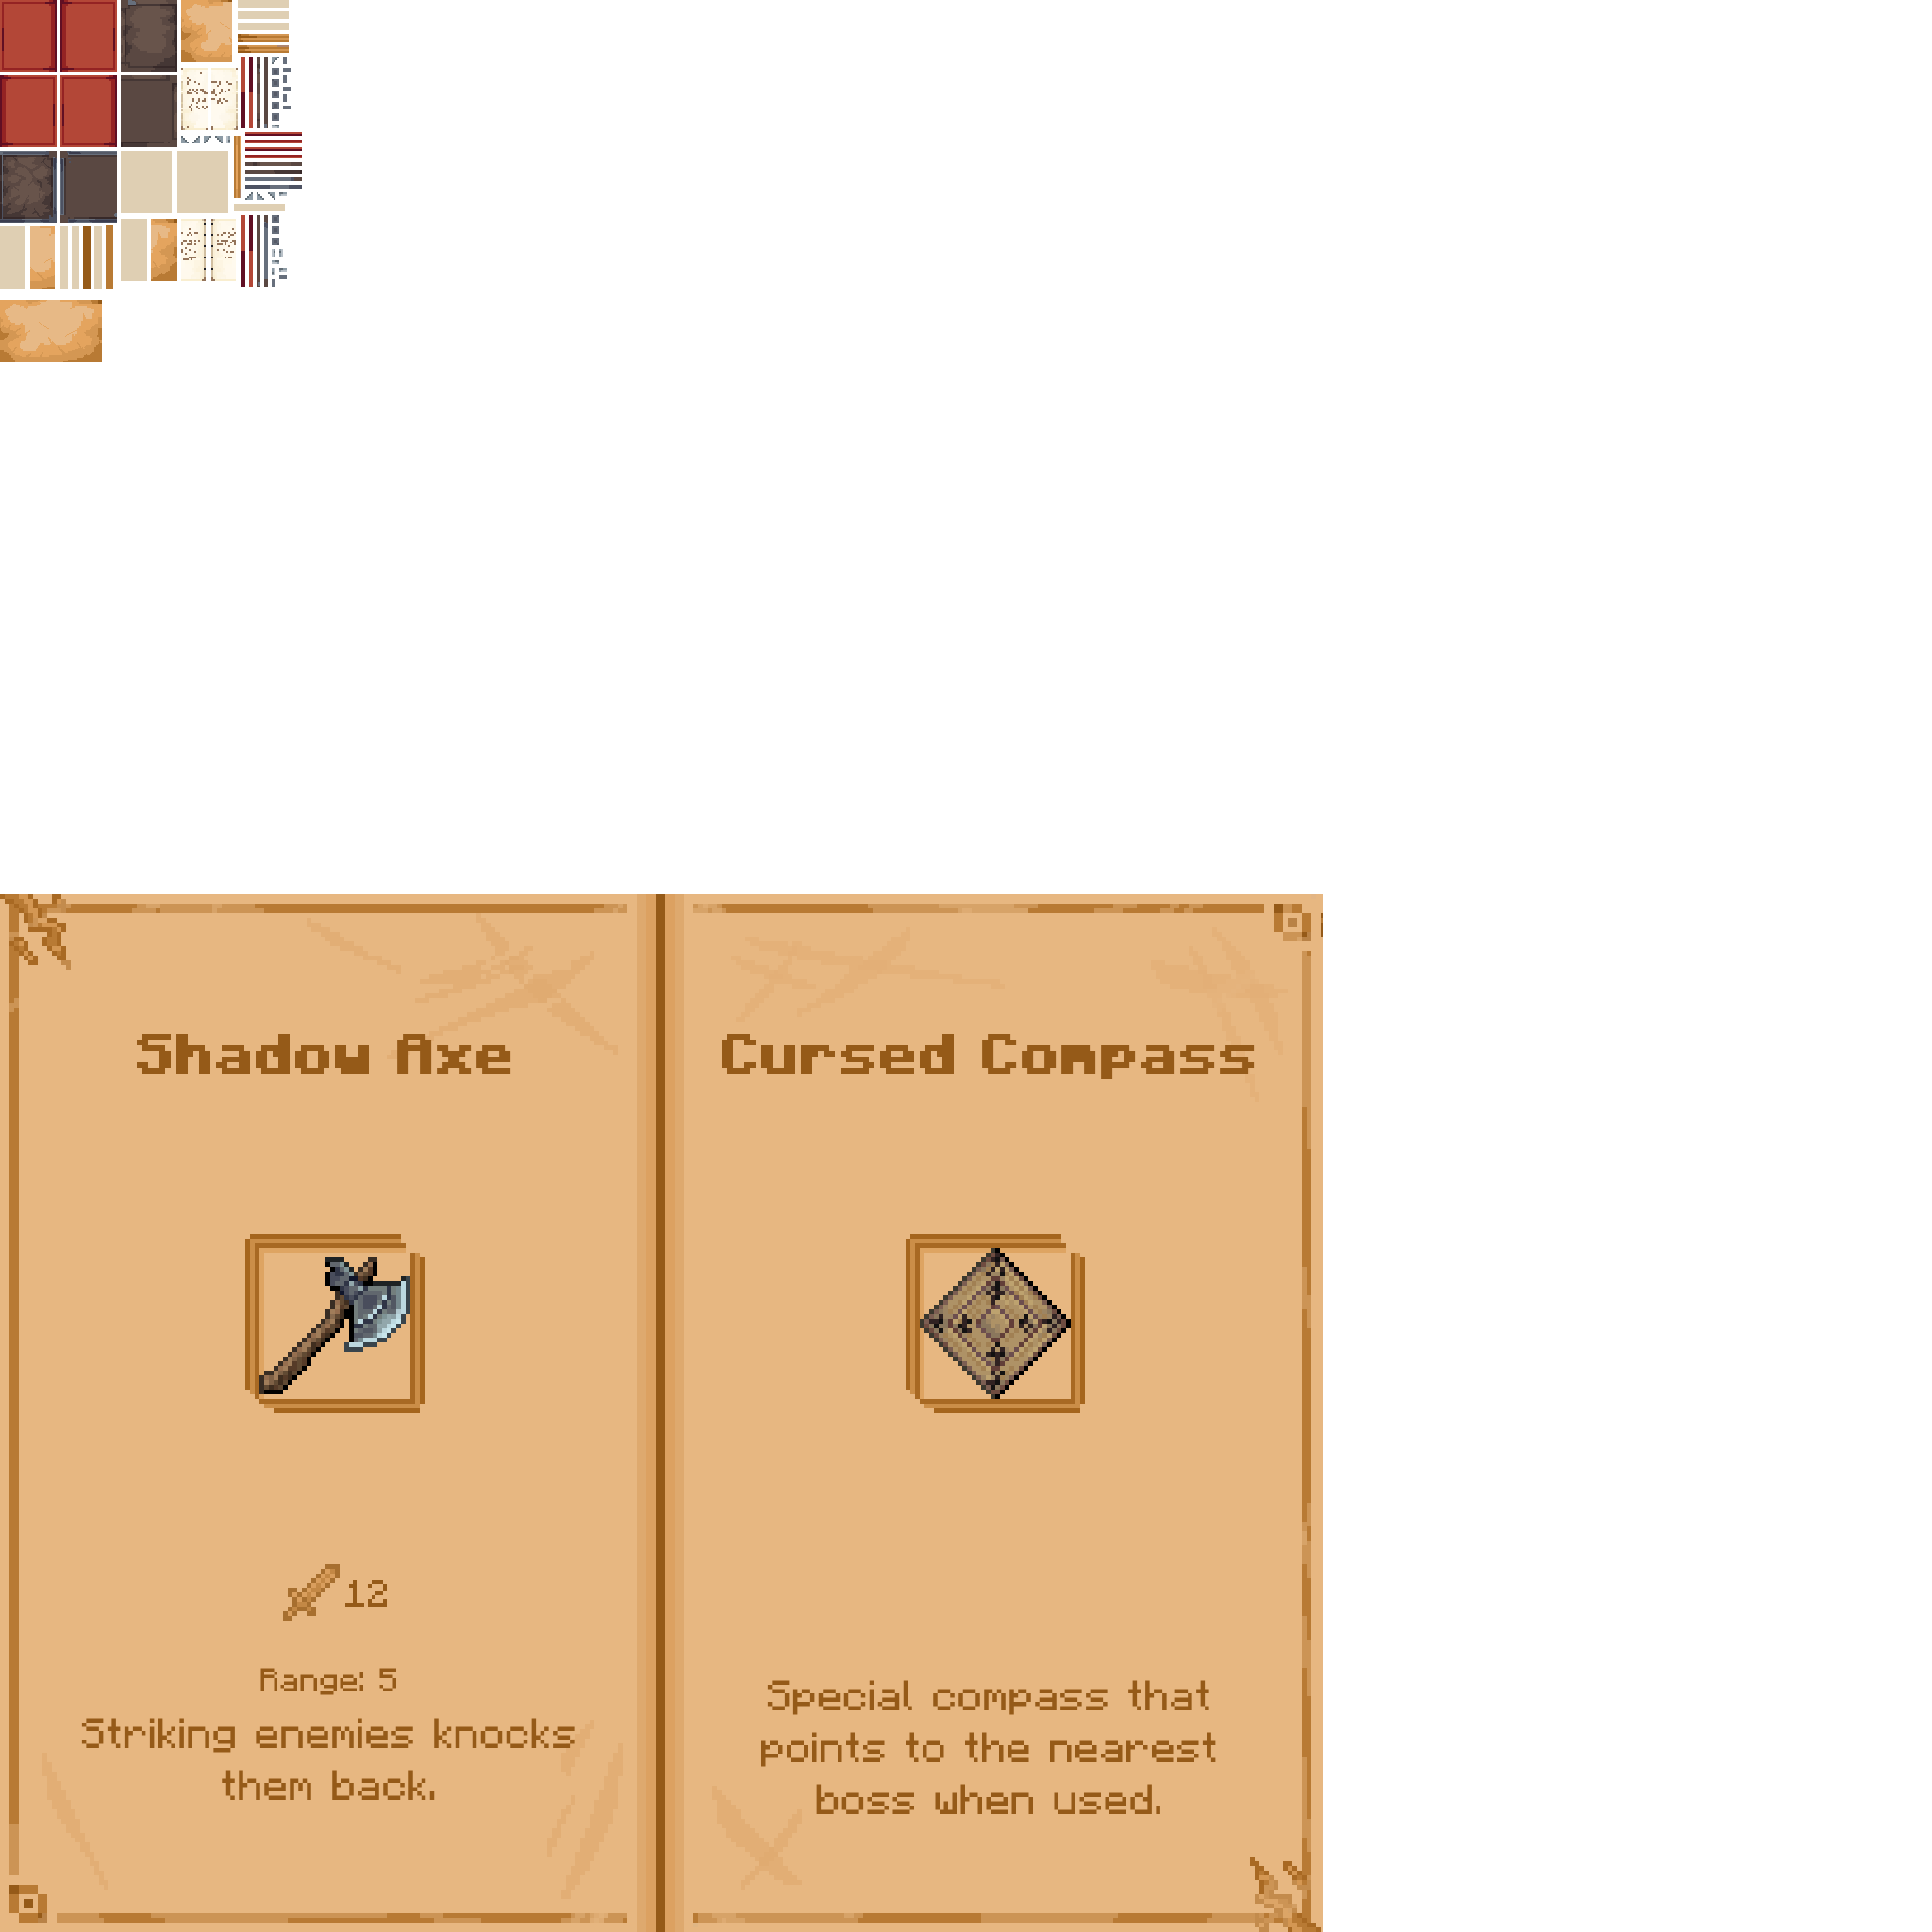 Shadow Axe
12
Range: 5
Striking enemies knocks
them back.
Cursed Compass
Special compass that
points to the nearest
boss when used.